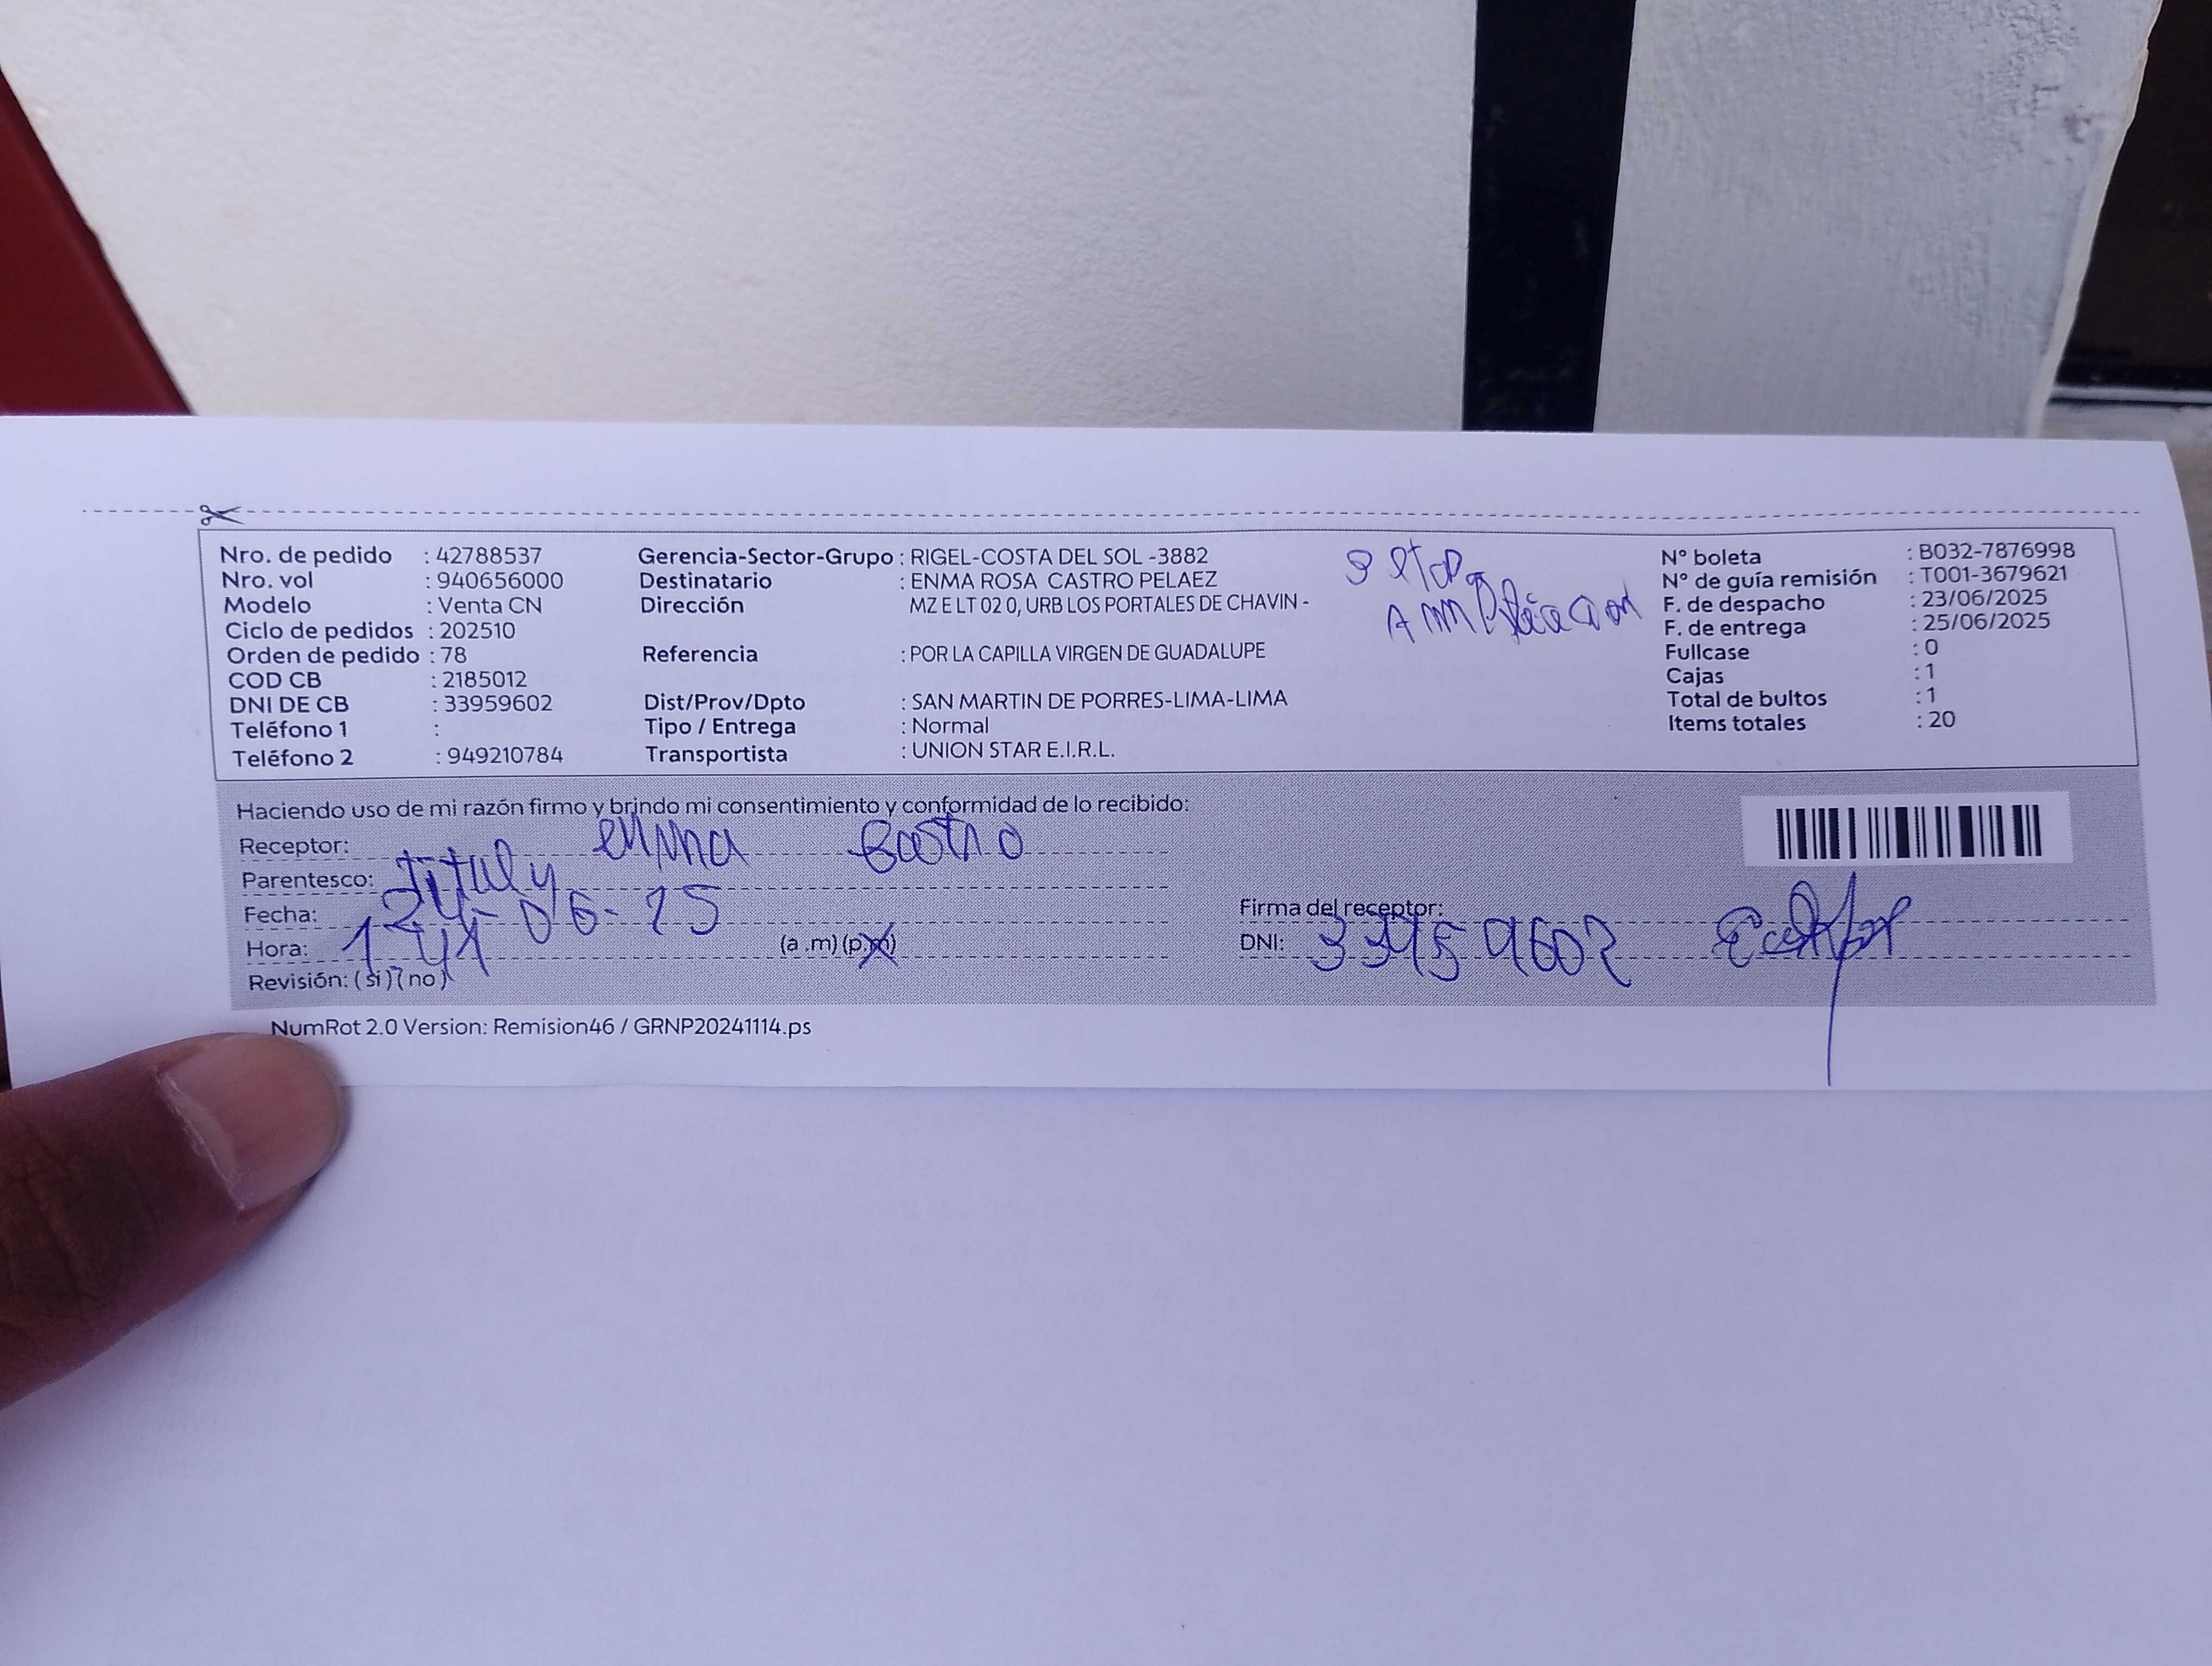 Nro. de pedido : 42788537 Gerencia-Sector-Grupo : RIGEL-COSTA DEL SOL -3882 N° boleta : B032-7876998
Nro. vol : 940656000 Destinatario : ENMA ROSA CASTRO PELAEZ N° de guía remisión : T001-3679621
Modelo : Venta CN Dirección MZ E LT 02 0, URB LOS PORTALES DE CHAVIN - F. de despacho : 23/06/2025
Ciclo de pedidos : 202510 F. de entrega : 25/06/2025
Orden de pedido : 78 Referencia : POR LA CAPILLA VIRGEN DE GUADALUPE Fullcase : 0
COD CB : 2185012 Cajas : 1
DNI DE CB : 33959602 Dist/Prov/Dpto : SAN MARTIN DE PORRES-LIMA-LIMA Total de bultos : 1
Teléfono 1 : Tipo / Entrega : Normal Items totales : 20
Teléfono 2 : 949210784 Transportista : UNION STAR E.I.R.L.
Haciendo uso de mi razón firmo y brindo mi consentimiento y conformidad de lo recibido:
Receptor: enma Castro
Parentesco:
Fecha: 24-06-25 Firma del receptor:
Hora: 1 41 (a .m) (p.m) DNI: 33959602
Revisión: ( si ) ( no )
NumRot 2.0 Version: Remision46 / GRNP20241114.ps